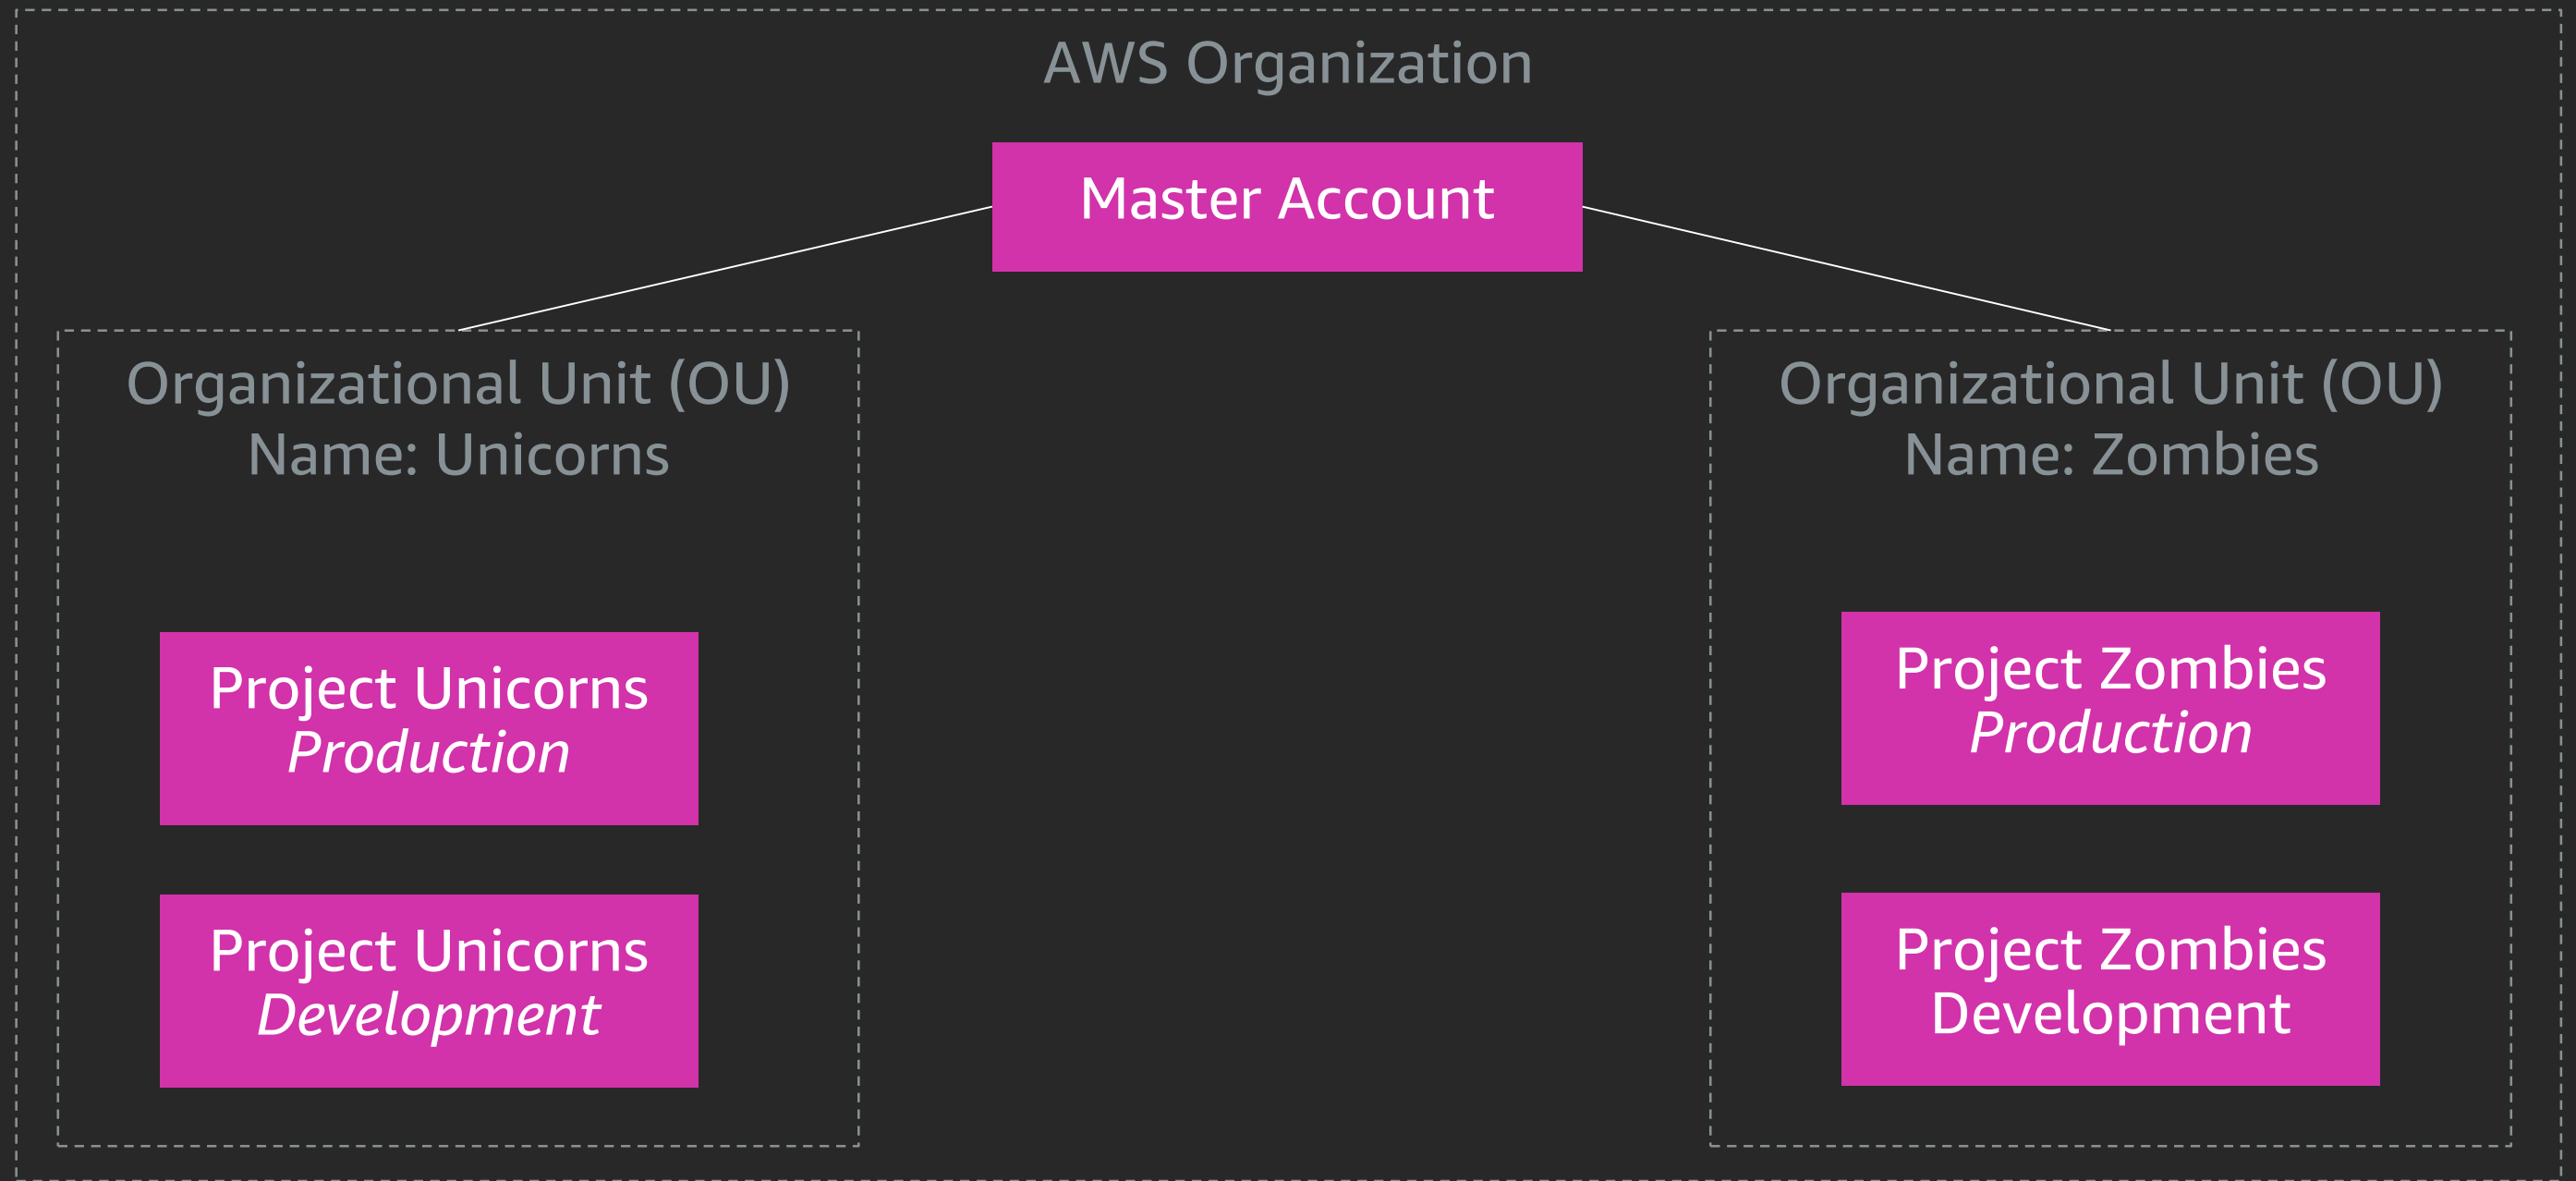 AWS Organization
Master Account
Organizational Unit (OU)
Name: Unicorns
Project Unicorns
Production
Project Unicorns
Development
Organizational Unit (OU)
Name: Zombies
Project Zombies
Production
Project Zombies
Development